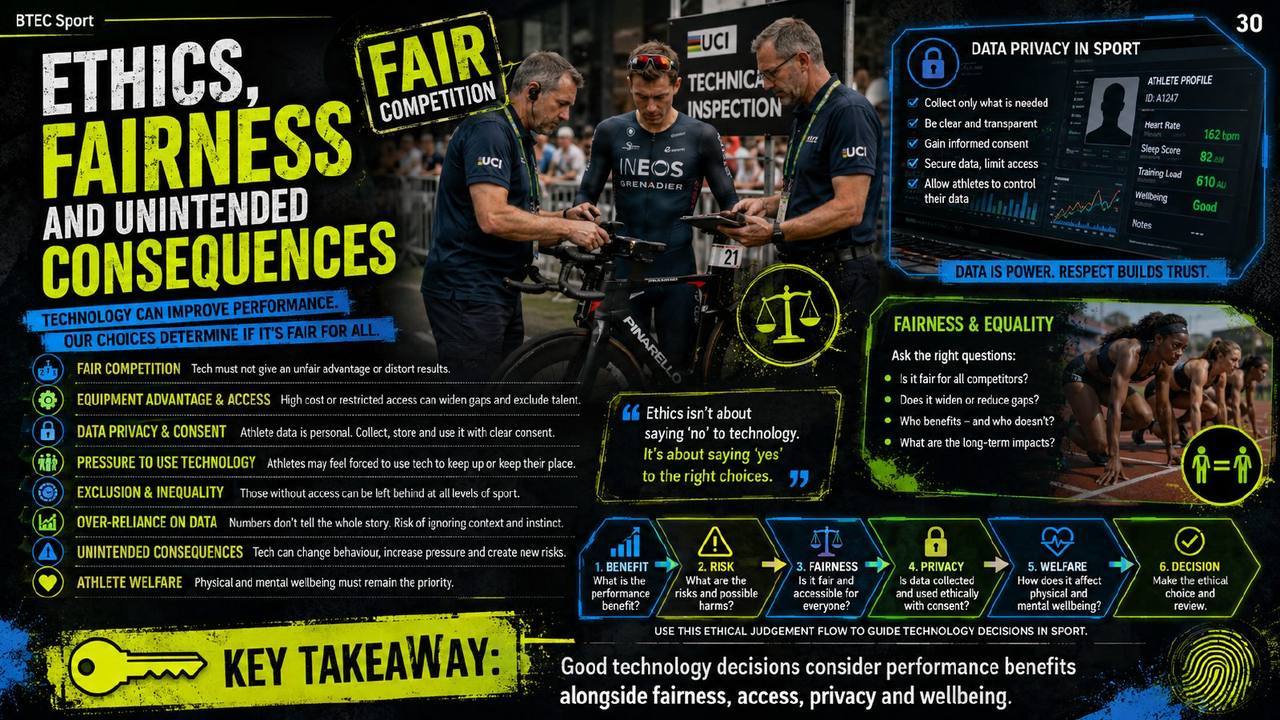 BTEC Sport
30
ETHICS,
FAIRNESS
AND UNINTENDED
CONSEQUENCES
TECHNOLOGY CAN IMPROVE PERFORMANCE.
OUR CHOICES DETERMINE IF IT'S FAIR FOR ALL.
FAIR
COMPETITION
UCI
TECHNICAL
INSPECTION
UCI
UCI
INEOS
GRENADIER
21
PINARELLO
FAIR COMPETITION Tech must not give an unfair advantage or distort results.
EQUIPMENT ADVANTAGE & ACCESS High cost or restricted access can widen gaps and exclude talent.
DATA PRIVACY & CONSENT Athlete data is personal. Collect, store and use it with clear consent.
PRESSURE TO USE TECHNOLOGY Athletes may feel forced to use tech to keep up or keep their place.
EXCLUSION & INEQUALITY Those without access can be left behind at all levels of sport.
OVER-RELIANCE ON DATA Numbers don't tell the whole story. Risk of ignoring context and instinct.
UNINTENDED CONSEQUENCES Tech can change behaviour, increase pressure and create new risks.
ATHLETE WELFARE Physical and mental wellbeing must remain the priority.
DATA PRIVACY IN SPORT
Collect only what is needed
Be clear and transparent
Gain informed consent
Secure data, limit access
Allow athletes to control
their data
ATHLETE PROFILE
ID: A1247
Heart Rate
162 bpm
Sleep Score
82
Training Load
610 AU
Wellbeing
Good
Notes
---
DATA IS POWER. RESPECT BUILDS TRUST.
FAIRNESS & EQUALITY
Ask the right questions:
Is it fair for all competitors?
Does it widen or reduce gaps?
Who benefits – and who doesn't?
What are the long-term impacts?
“ Ethics isn't about
saying ‘no’ to technology.
It's about saying ‘yes’
to the right choices. ”
1. BENEFIT
What is the
performance
benefit?
2. RISK
What are the
risks and possible
harms?
3. FAIRNESS
Is it fair and
accessible for
everyone?
4. PRIVACY
Is data collected
and used ethically
with consent?
5. WELFARE
How does it affect
physical and
mental wellbeing?
6. DECISION
Make the ethical
choice and
review.
USE THIS ETHICAL JUDGEMENT FLOW TO GUIDE TECHNOLOGY DECISIONS IN SPORT.
KEY TAKEAWAY:
Good technology decisions consider performance benefits
alongside fairness, access, privacy and wellbeing.